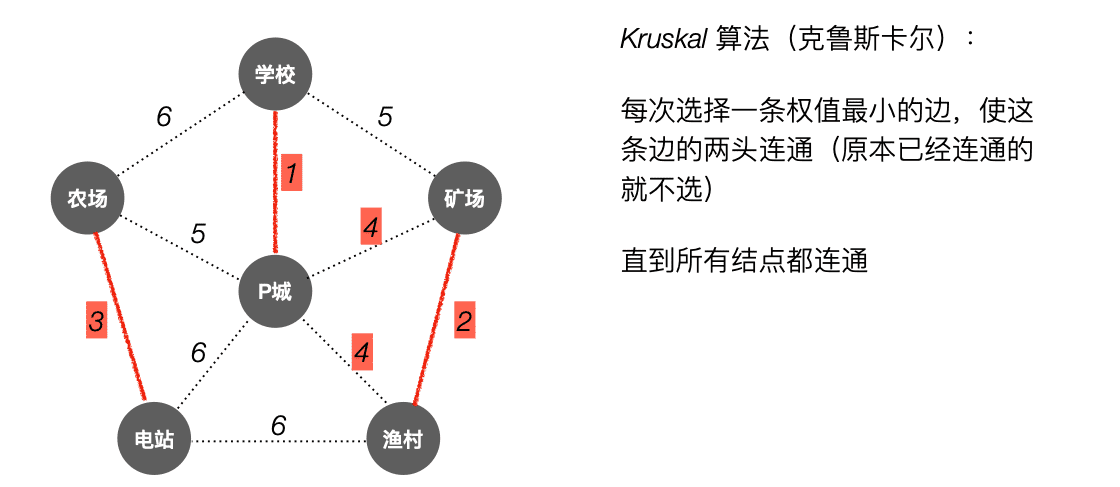 Kruskal 算法（克鲁斯卡尔）：
每次选择一条权值最小的边，使这
条边的两头连通（原本已经连通的
就不选）
直到所有结点都连通
学校
6
5
1
农场
矿场
5
4
P城
3
2
6
4
6
电站
渔村